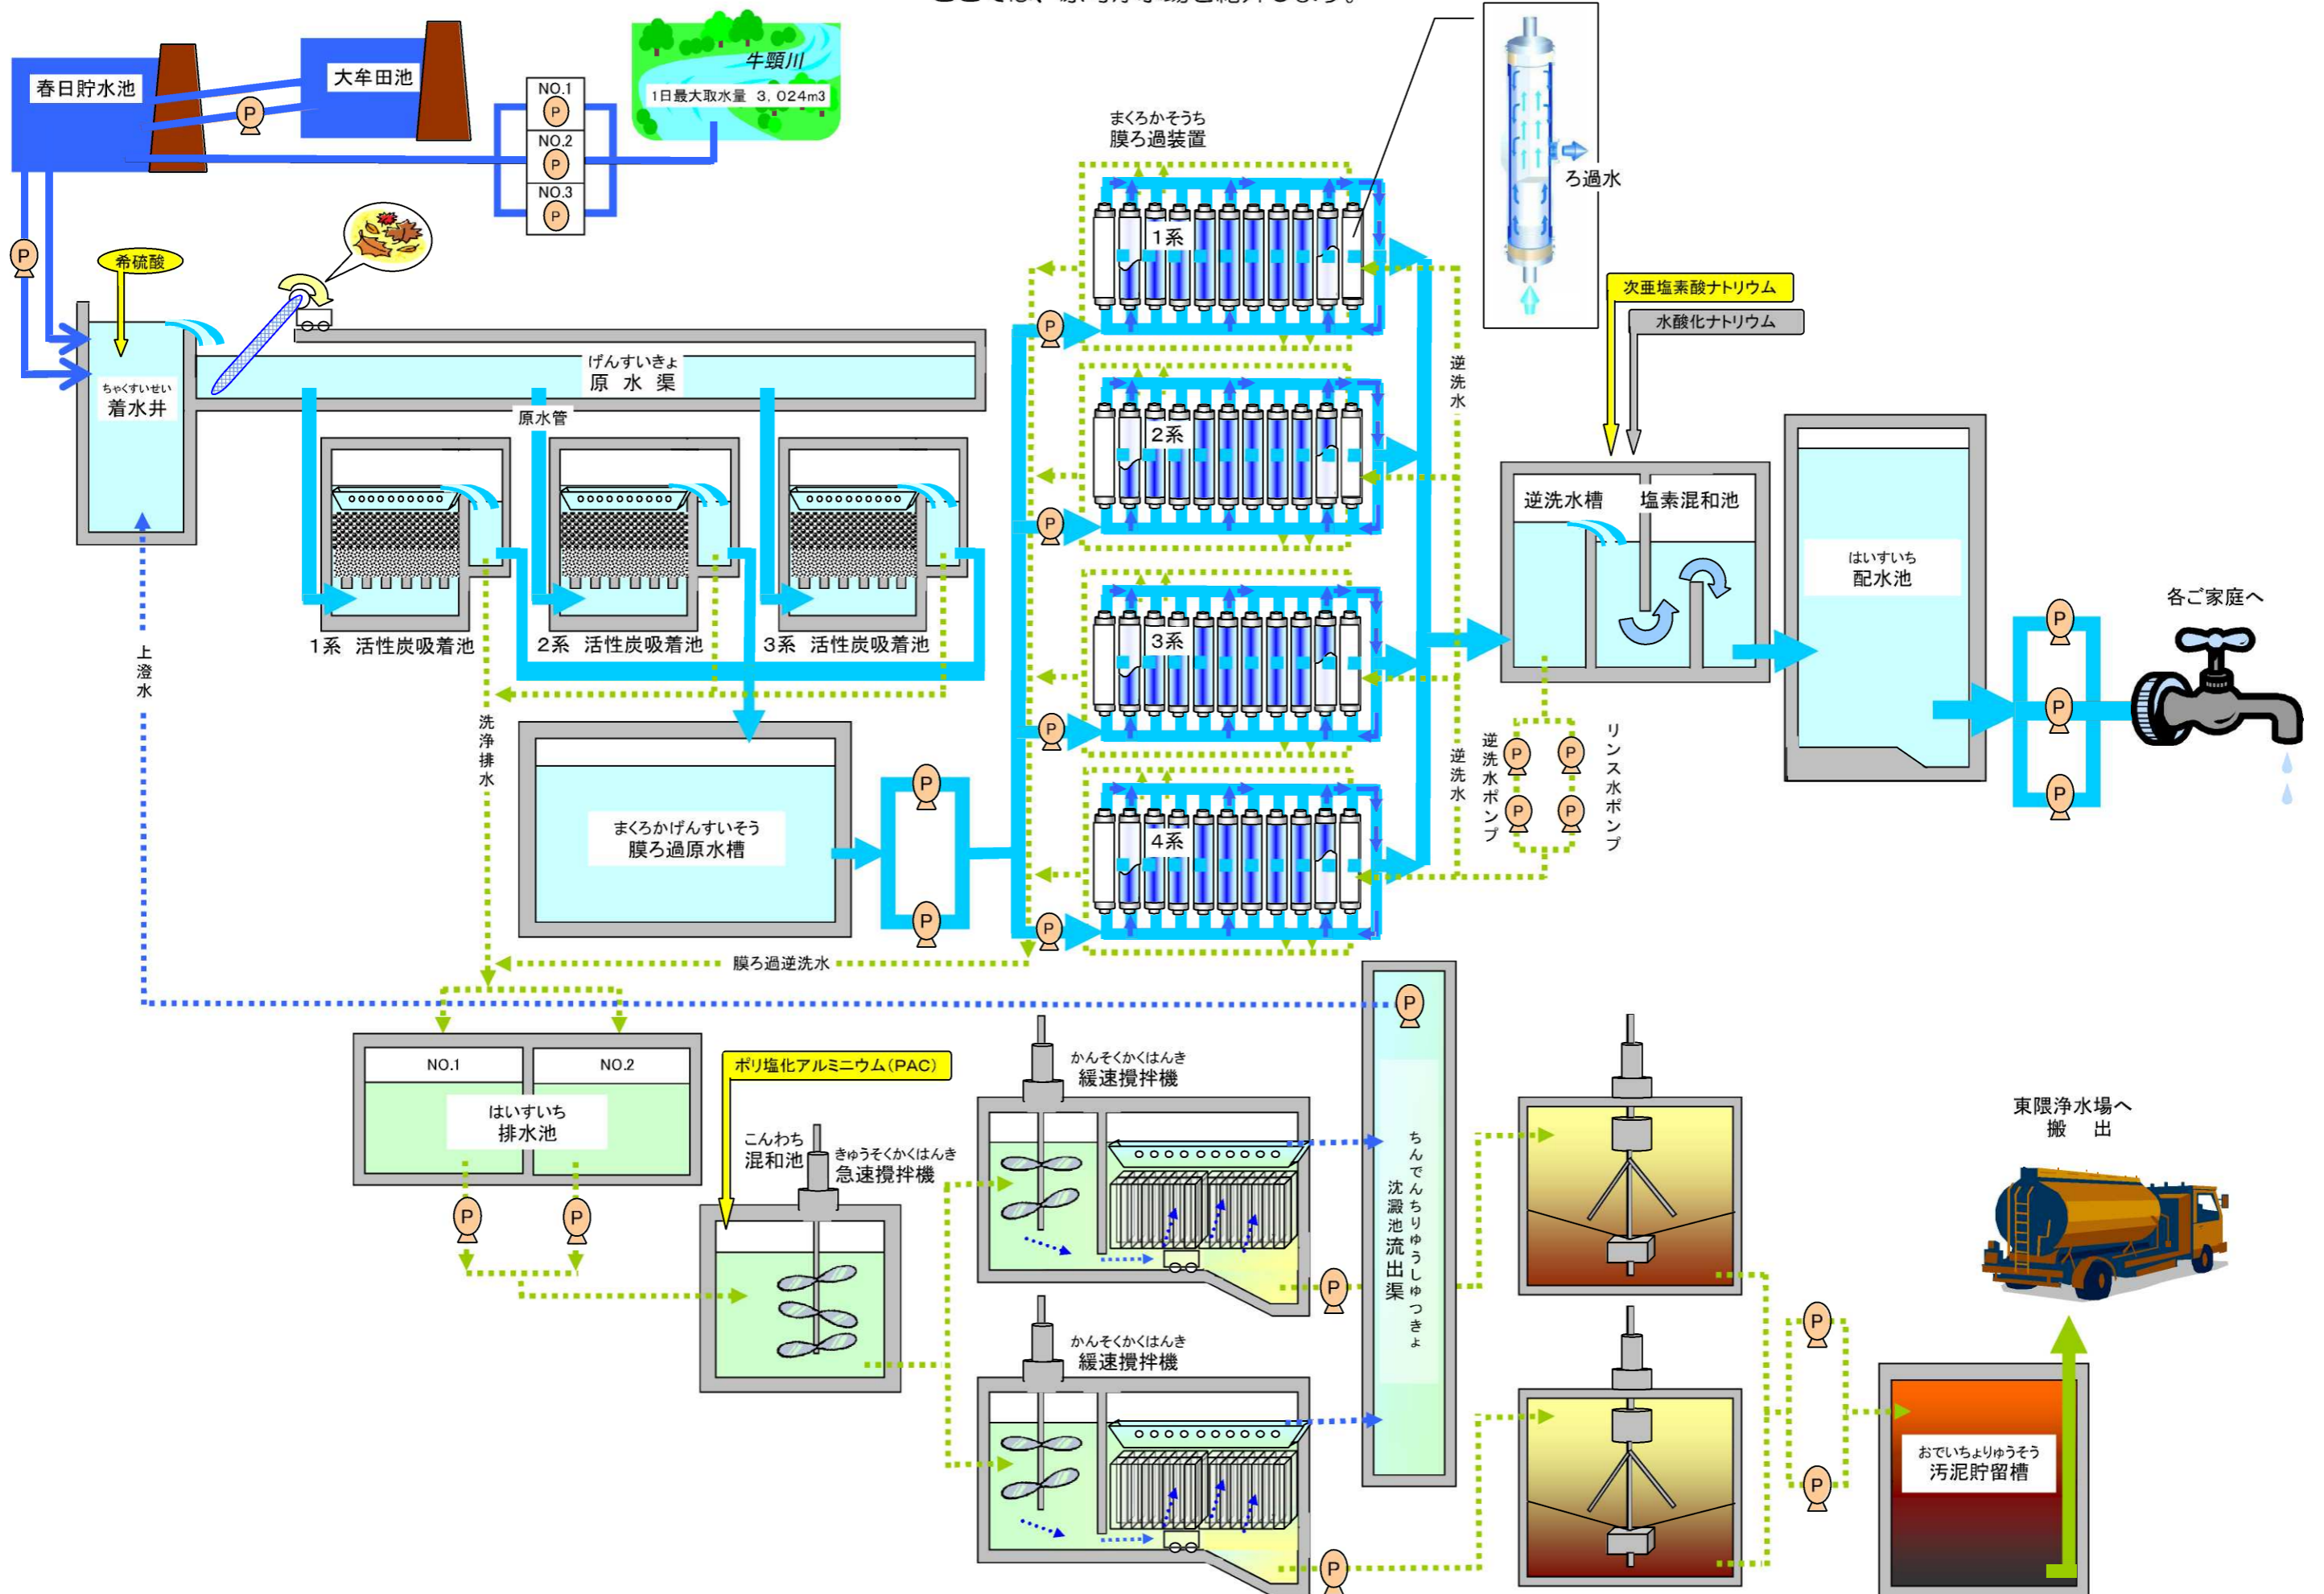 春日貯水池
大牟田池
P
NO.1
P
NO.2
P
NO.3
P
牛頸川
1日最大取水量 3,024m3
まくろかそうち
膜ろ過装置
ろ過水
P
希硫酸
ちゃくすいせい
着水井
げんすいきょ
原水渠
原水管
1系 活性炭吸着池
2系 活性炭吸着池
3系 活性炭吸着池
上澄水
洗浄排水
まくろかげんすいそう
膜ろ過原水槽
P
P
P
1系
P
2系
P
3系
P
4系
逆洗水
逆洗水
膜ろ過逆洗水
次亜塩素酸ナトリウム
水酸化ナトリウム
逆洗水槽
塩素混和池
逆洗水ポンプ
P
P
P
P
リンス水ポンプ
はいすいち
配水池
P
P
P
各ご家庭へ
NO.1
NO.2
はいすいち
排水池
P
P
ポリ塩化アルミニウム(PAC)
こんわち
混和池
きゅうそくかくはんき
急速攪拌機
かんそくかくはんき
緩速攪拌機
P
かんそくかくはんき
緩速攪拌機
P
P
ちんでんちりゅうしゅつきょ
沈澱池流出渠
P
P
おでいちょりゅうそう
汚泥貯留槽
東隈浄水場へ
搬出